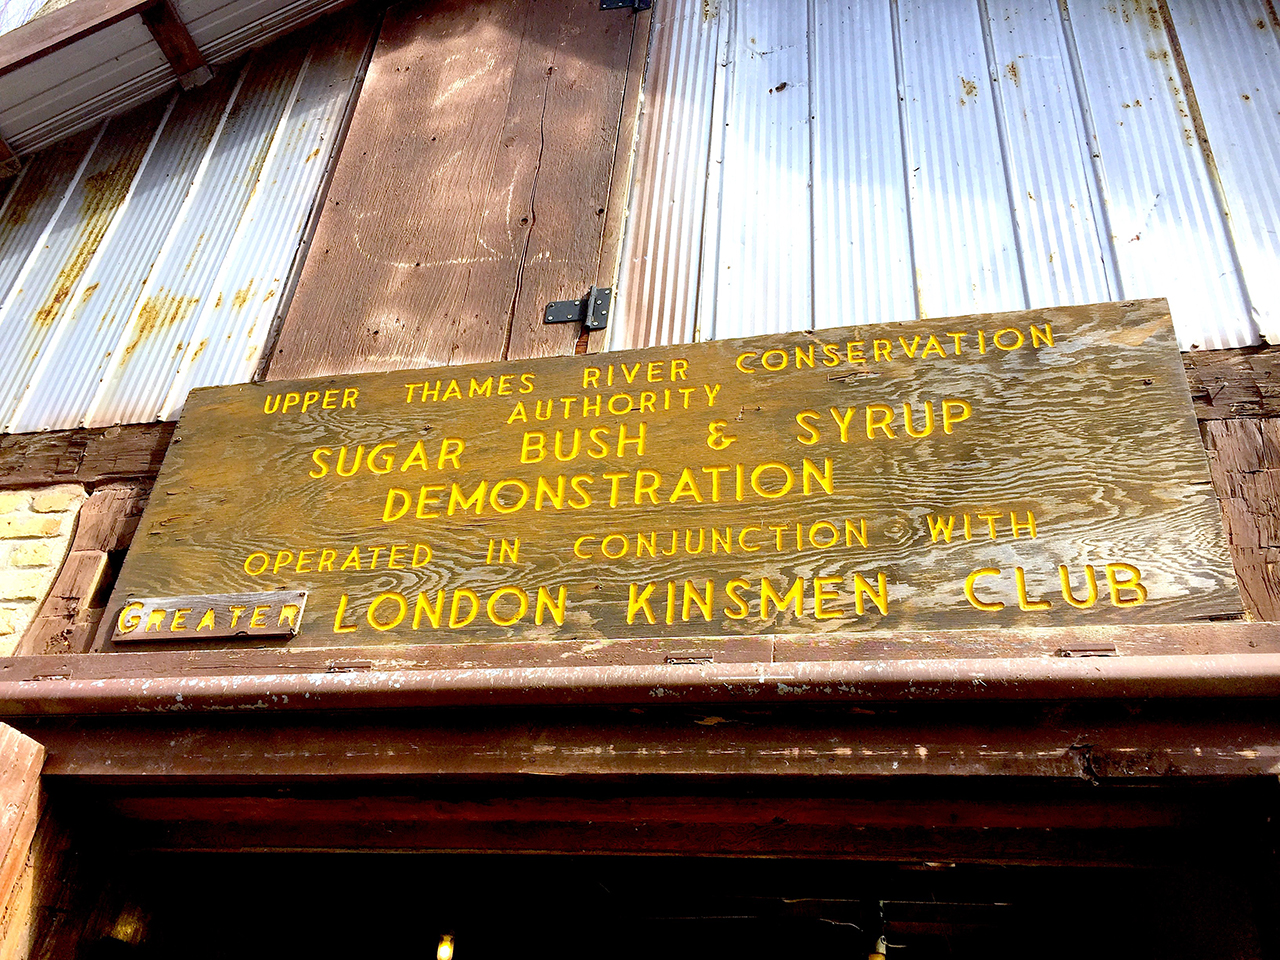 UPPER THAMES RIVER CONSERVATION
AUTHORITY
SUGAR BUSH & SYRUP
DEMONSTRATION
OPERATED IN CONJUNCTION WITH
GREATER LONDON KINSMEN CLUB